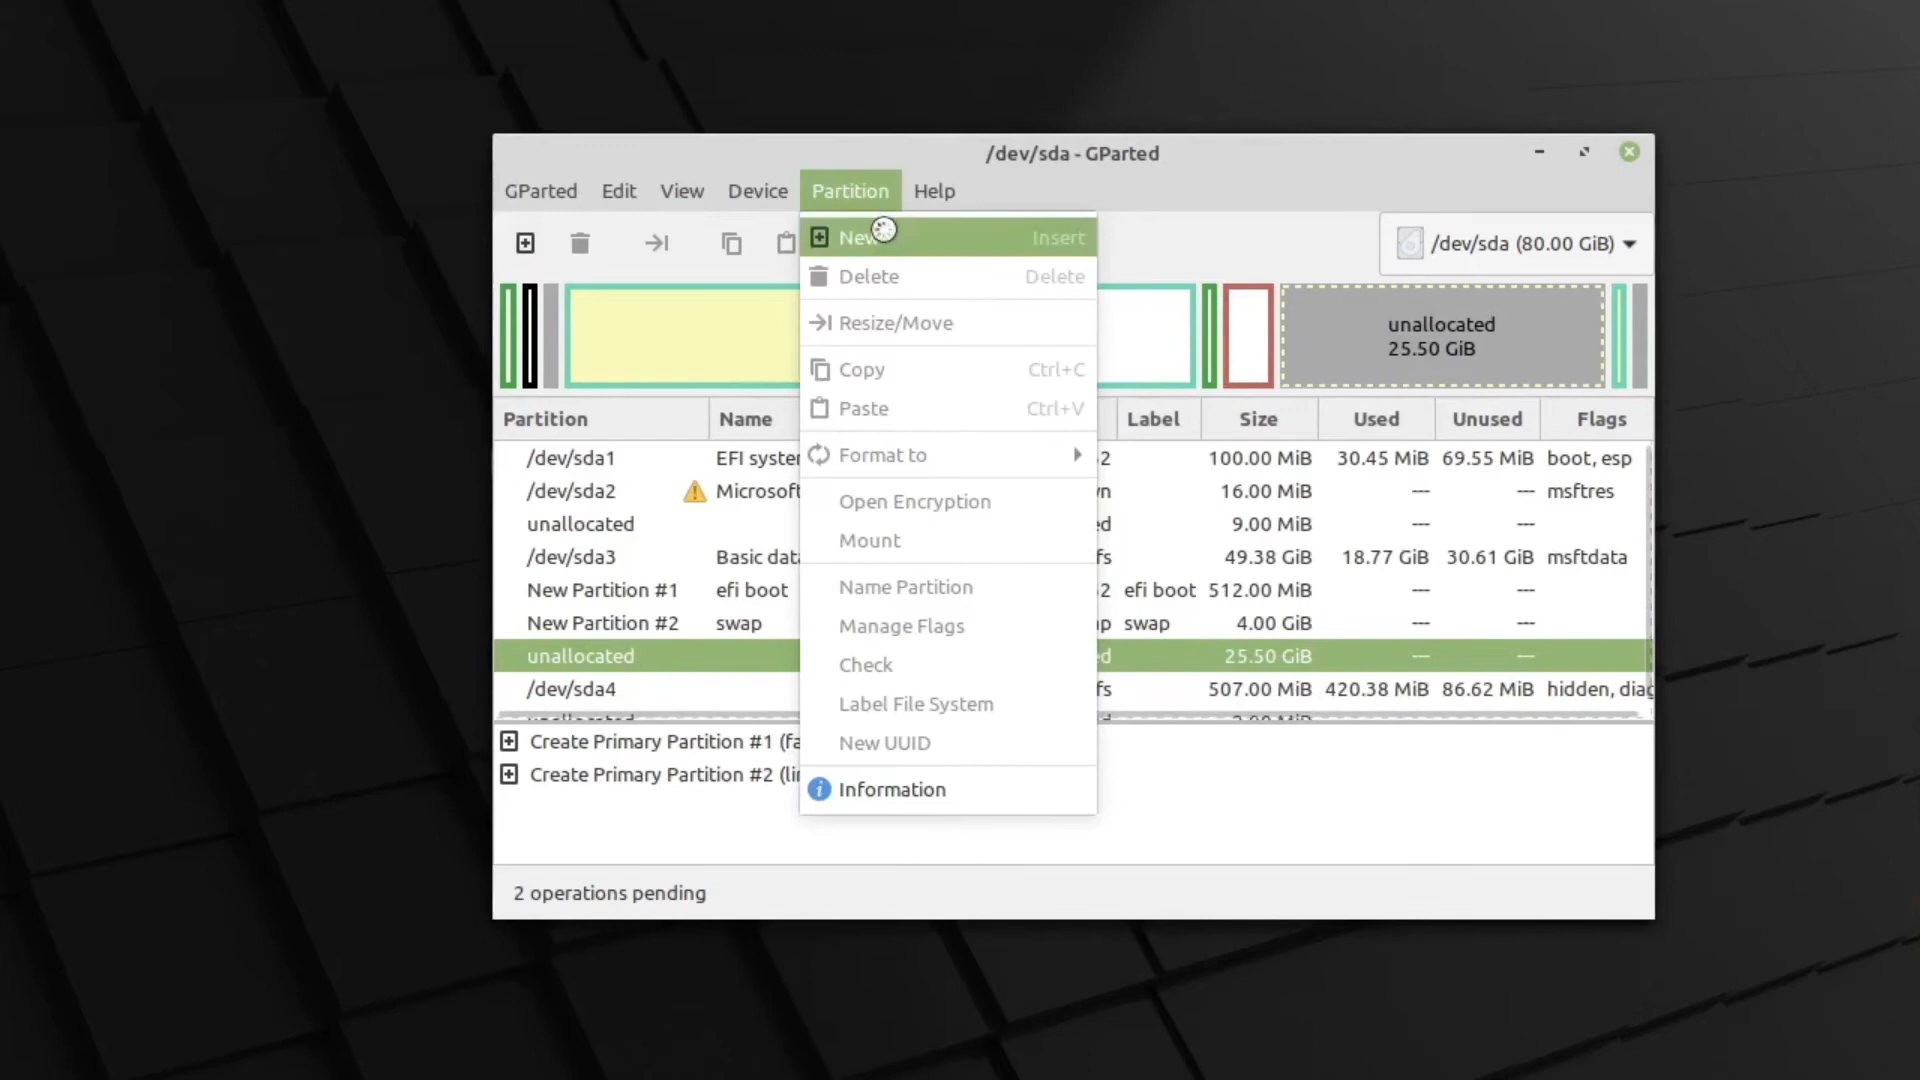 /dev/sda - GParted
GParted Edit View Device Partition Help
New Insert
/dev/sda (80.00 GiB)
Delete Delete
Resize/Move
unallocated
25.50 GiB
Copy Ctrl+C
Paste Ctrl+V
Format to
Open Encryption
Mount
Name Partition
Manage Flags
Check
Label File System
New UUID
Information
Partition Name Label Size Used Unused Flags
/dev/sda1 EFI syste 2 100.00 MiB 30.45 MiB 69.55 MiB boot, esp
/dev/sda2 Microsoft n 16.00 MiB --- --- msftres
unallocated ed 9.00 MiB --- ---
/dev/sda3 Basic data fs 49.38 GiB 18.77 GiB 30.61 GiB msftdata
New Partition #1 efi boot 2 efi boot 512.00 MiB --- ---
New Partition #2 swap ap swap 4.00 GiB --- ---
unallocated ed 25.50 GiB --- ---
/dev/sda4 fs 507.00 MiB 420.38 MiB 86.62 MiB hidden, diag
Create Primary Partition #1 (fa
Create Primary Partition #2 (li
2 operations pending